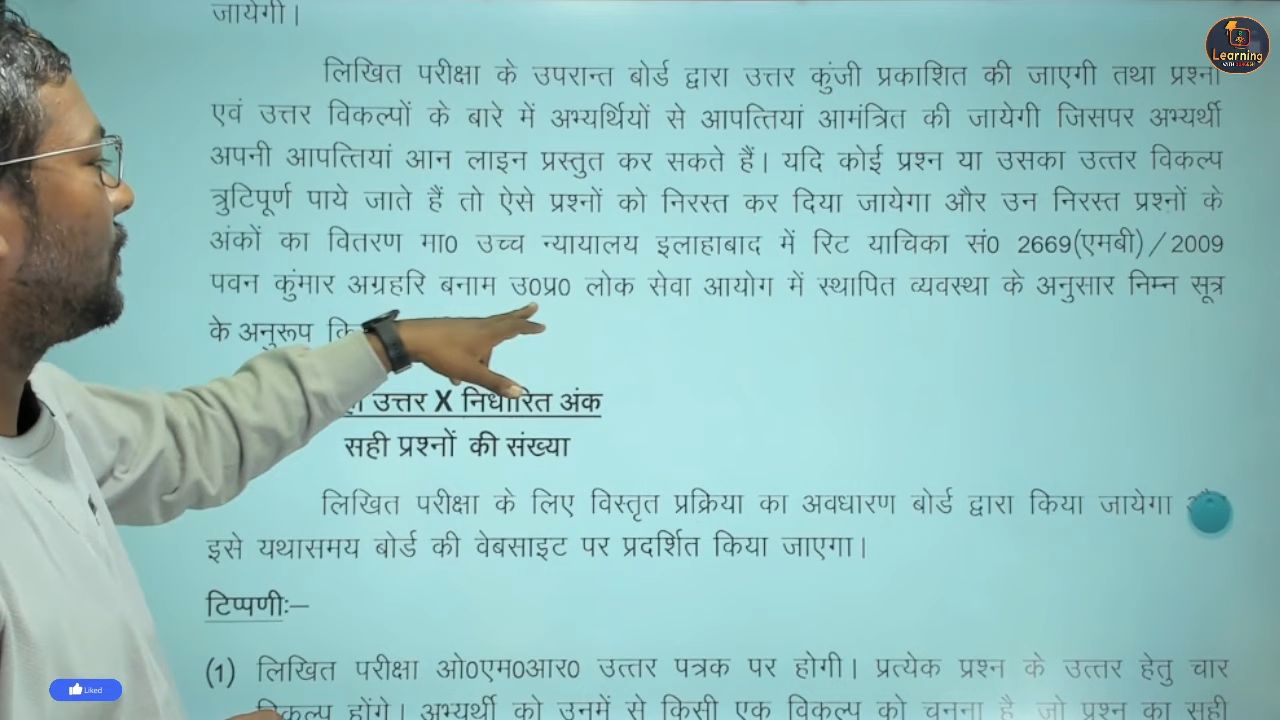 जायेगी।
लिखित परीक्षा के उपरान्त बोर्ड द्वारा उत्तर कुंजी प्रकाशित की जाएगी तथा प्रश्नों
एवं उत्तर विकल्पों के बारे में अभ्यर्थियों से आपत्तियां आमंत्रित की जायेगी जिसपर अभ्यर्थी
अपनी आपत्तियां आन लाइन प्रस्तुत कर सकते हैं। यदि कोई प्रश्न या उसका उत्तर विकल्प
त्रुटिपूर्ण पाये जाते हैं तो ऐसे प्रश्नों को निरस्त कर दिया जायेगा और उन निरस्त प्रश्नों के
अंकों का वितरण मा0 उच्च न्यायालय इलाहाबाद में रिट याचिका सं0 2669(एमबी)/2009
पवन कुंमार अग्रहरि बनाम उ0प्र0 लोक सेवा आयोग में स्थापित व्यवस्था के अनुसार निम्न सूत्र
के अनुरूप
उत्तर X निर्धारित अंक
सही प्रश्नों की संख्या
लिखित परीक्षा के लिए विस्तृत प्रक्रिया का अवधारण बोर्ड द्वारा किया जायेगा
इसे यथासमय बोर्ड की वेबसाइट पर प्रदर्शित किया जाएगा।
टिप्पणीः–
(1) लिखित परीक्षा ओ0एम0आर0 उत्तर पत्रक पर होगी। प्रत्येक प्रश्न के उत्तर हेतु चार
विकल्प होंगे। अभ्यर्थी को उनमें से किसी एक विकल्प को चुनना है, जो प्रश्न का सही
Learning
Liked